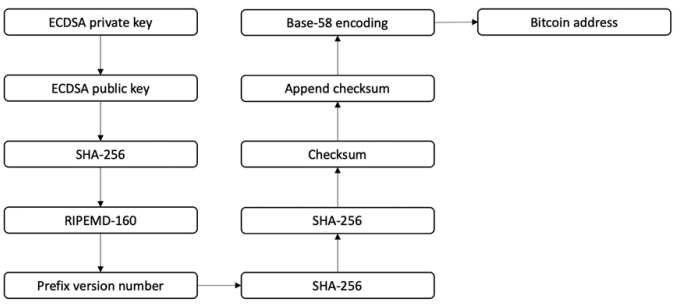 ECDSA private key
ECDSA public key
SHA-256
RIPEMD-160
Prefix version number
SHA-256
SHA-256
Checksum
Append checksum
Base-58 encoding
Bitcoin address